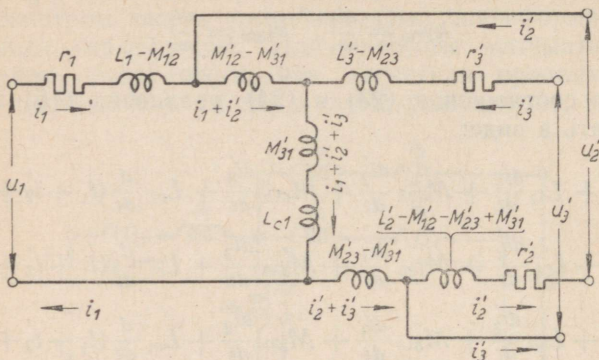 i'₂
r₁
L₁−M'₁₂
M'₁₂−M'₃₁
L'₃−M'₂₃
r'₃
i₁
i₁+i'₂
i'₃
M'₃₁
i₁+i'₂+i'₃
u₁
u'₂
u'₃
L_c1
L'₂−M'₁₂−M'₂₃+M'₃₁
M'₂₃−M'₃₁
r'₂
i₁
i'₂+i'₃
i'₂
i'₃